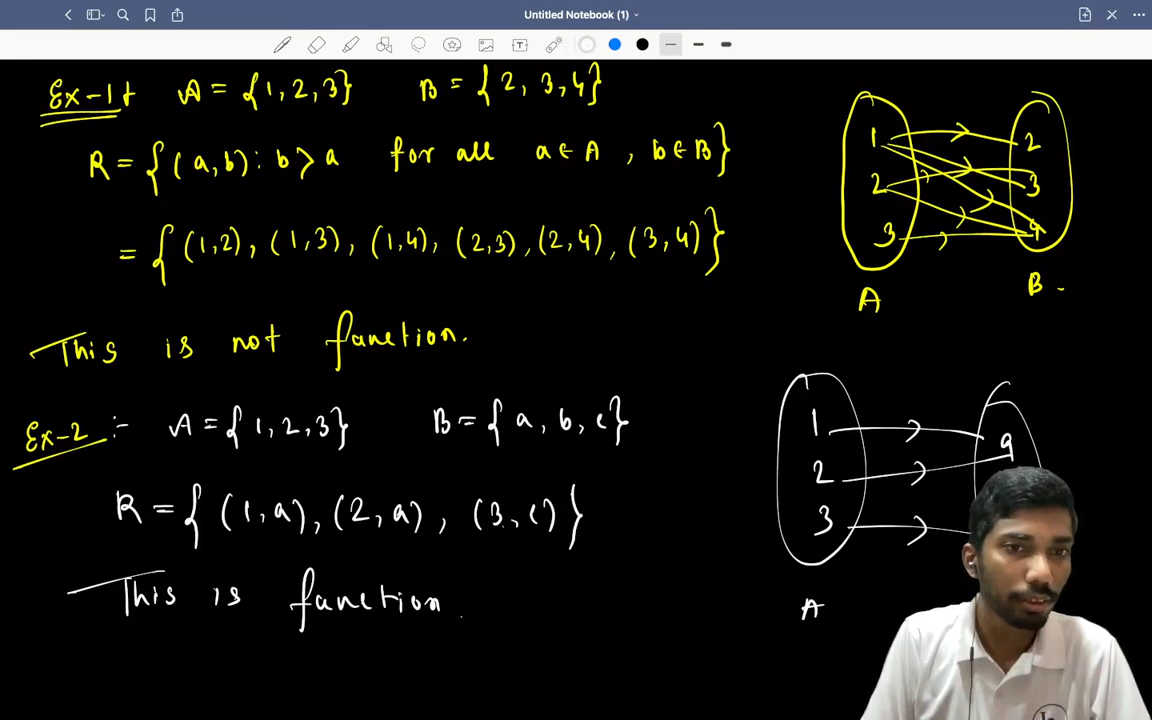 Untitled Notebook (1)
Ex-1 A = {1, 2, 3} B = {2, 3, 4}
R = {(a, b) : b > a for all a ∈ A , b ∈ B}
= {(1,2), (1,3), (1,4), (2,3), (2,4), (3,4)}
1 2
2 3
3 4
A B
This is not function.
Ex-2 :- A = {1, 2, 3} B = {a, b, c}
R = {(1, a), (2, a), (3, c)}
This is function.
1 a
2
3
A